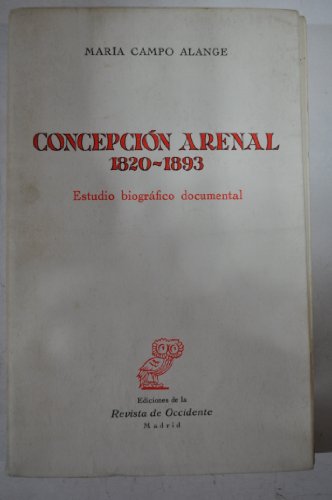 MARIA CAMPO ALANGE
CONCEPCIÓN ARENAL
1820-1893
Estudio biográfico documental
Ediciones de la
Revista de Occidente
Madrid